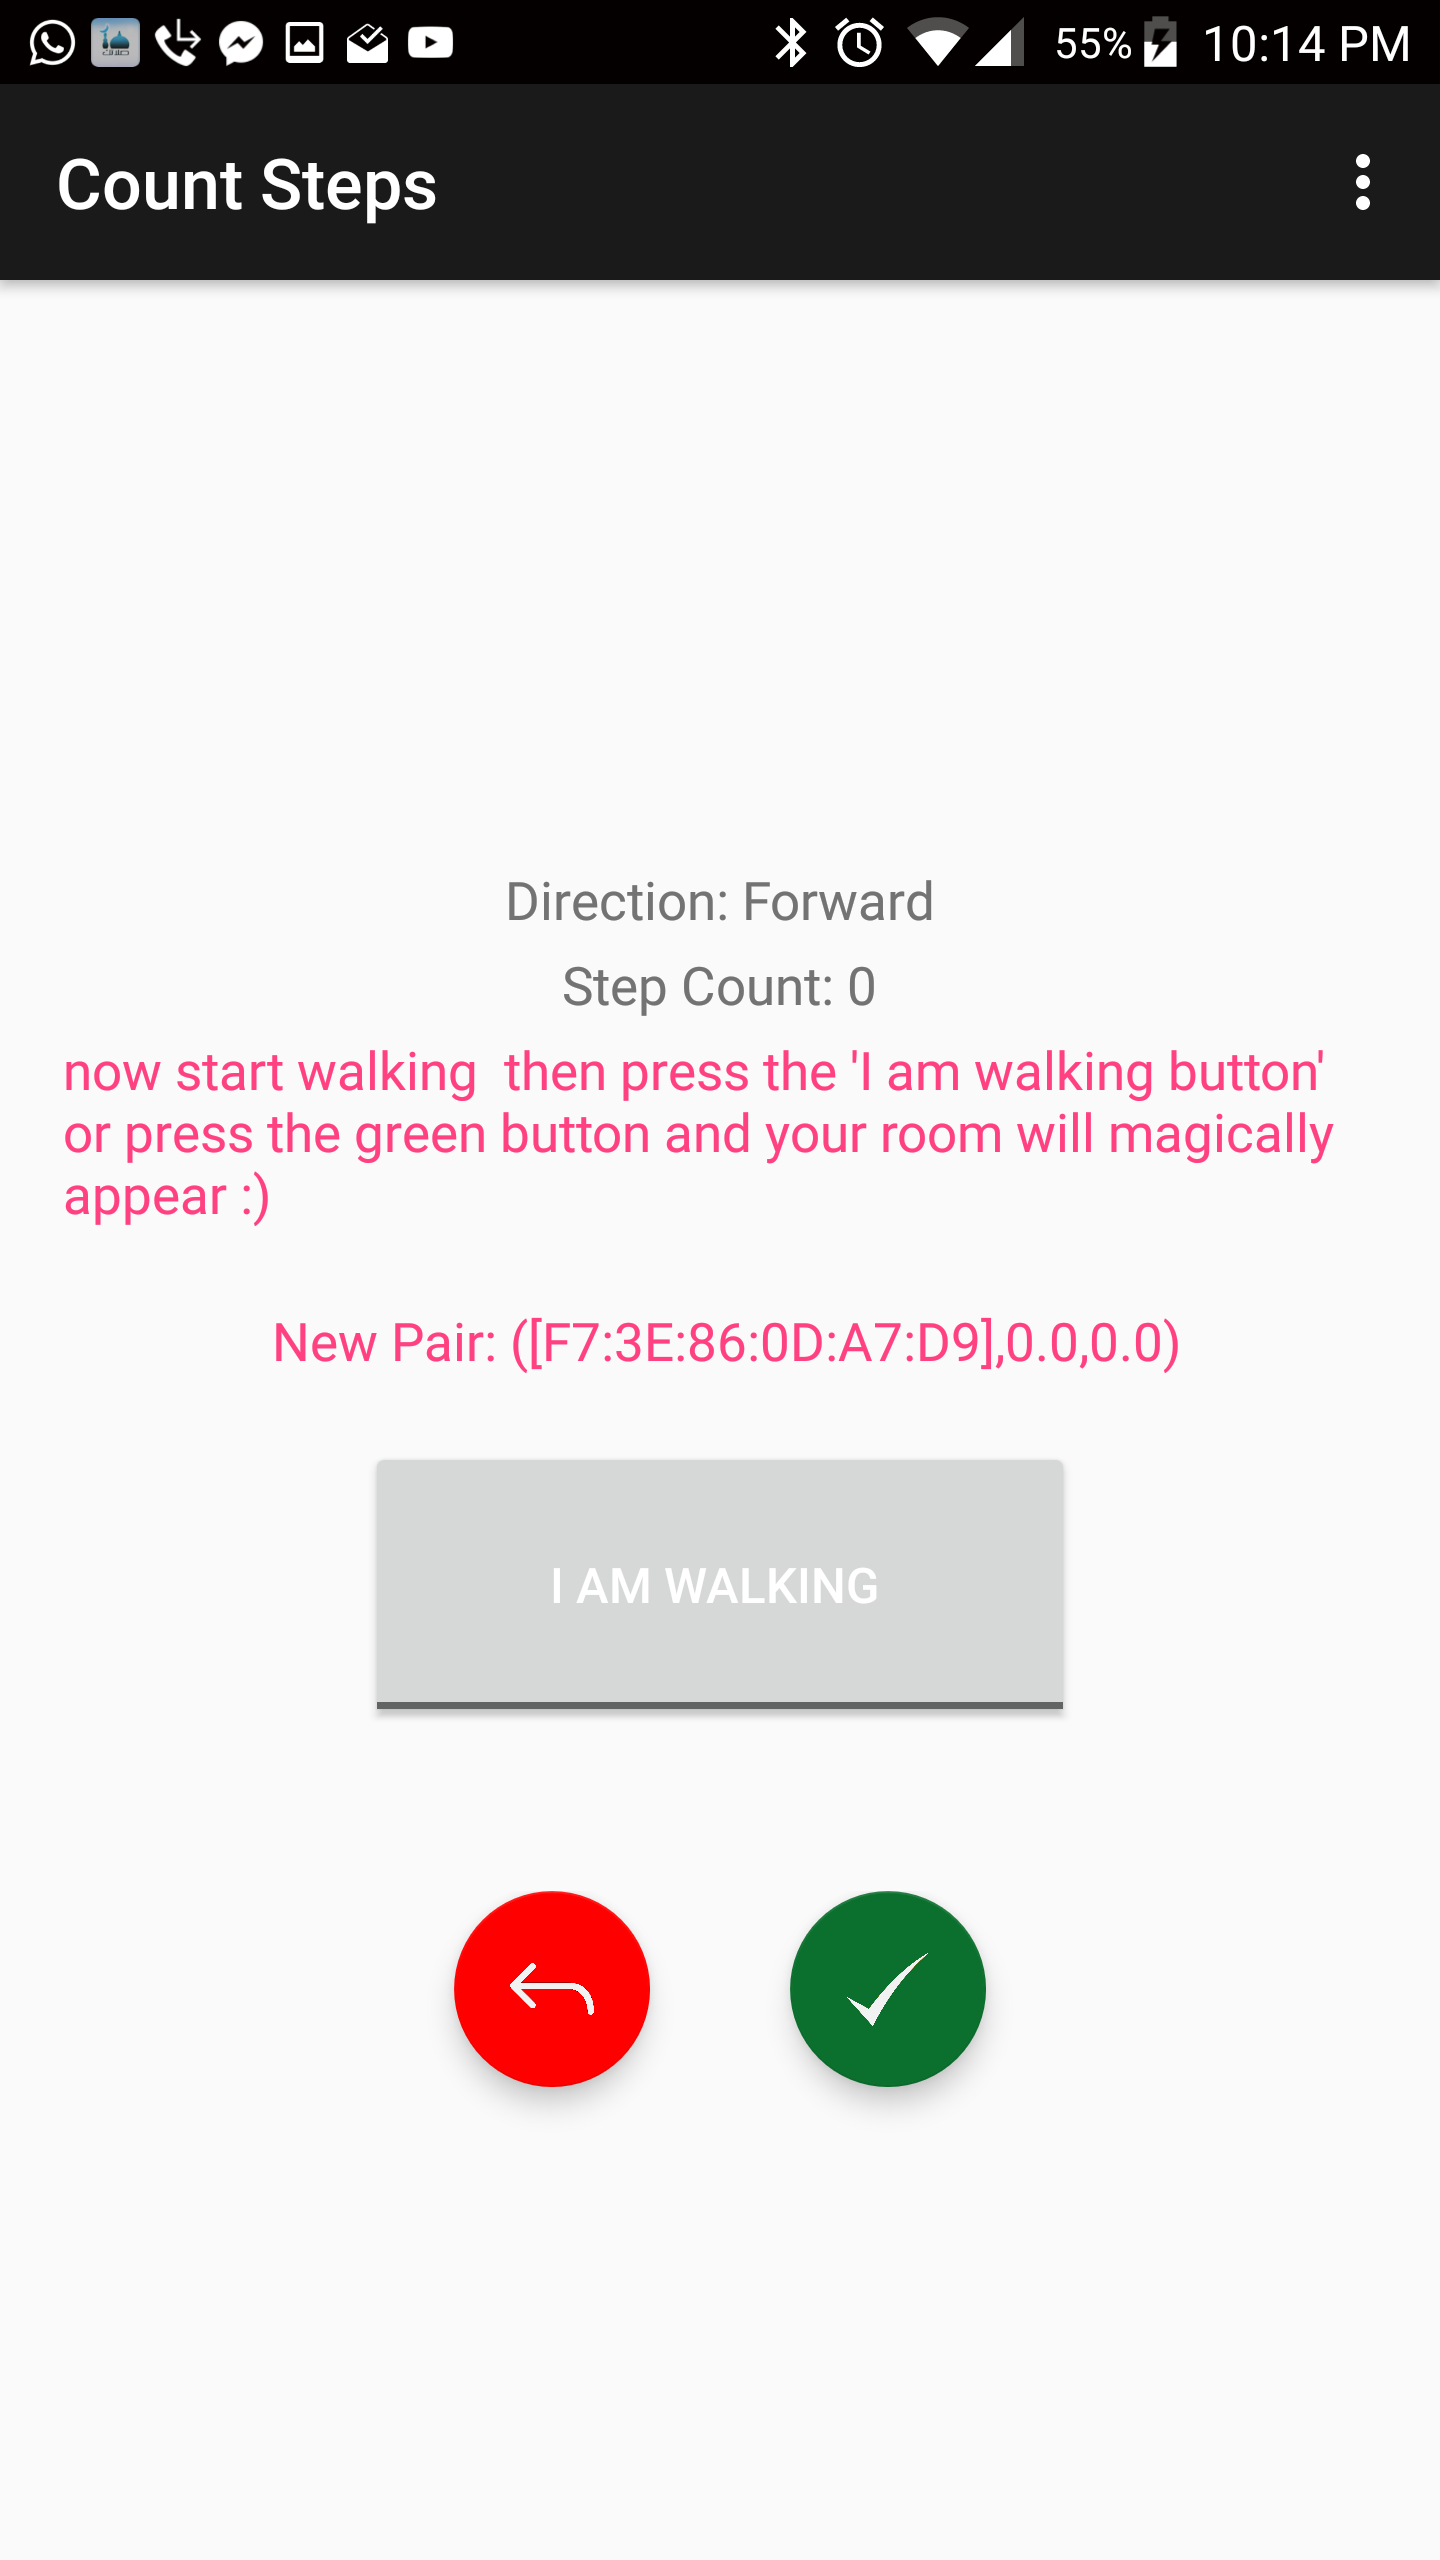 55% 10:14 PM
Count Steps
Direction: Forward
Step Count: 0
now start walking  then press the 'I am walking button'
or press the green button and your room will magically
appear :)
New Pair: ([F7:3E:86:0D:A7:D9],0.0,0.0)
I AM WALKING